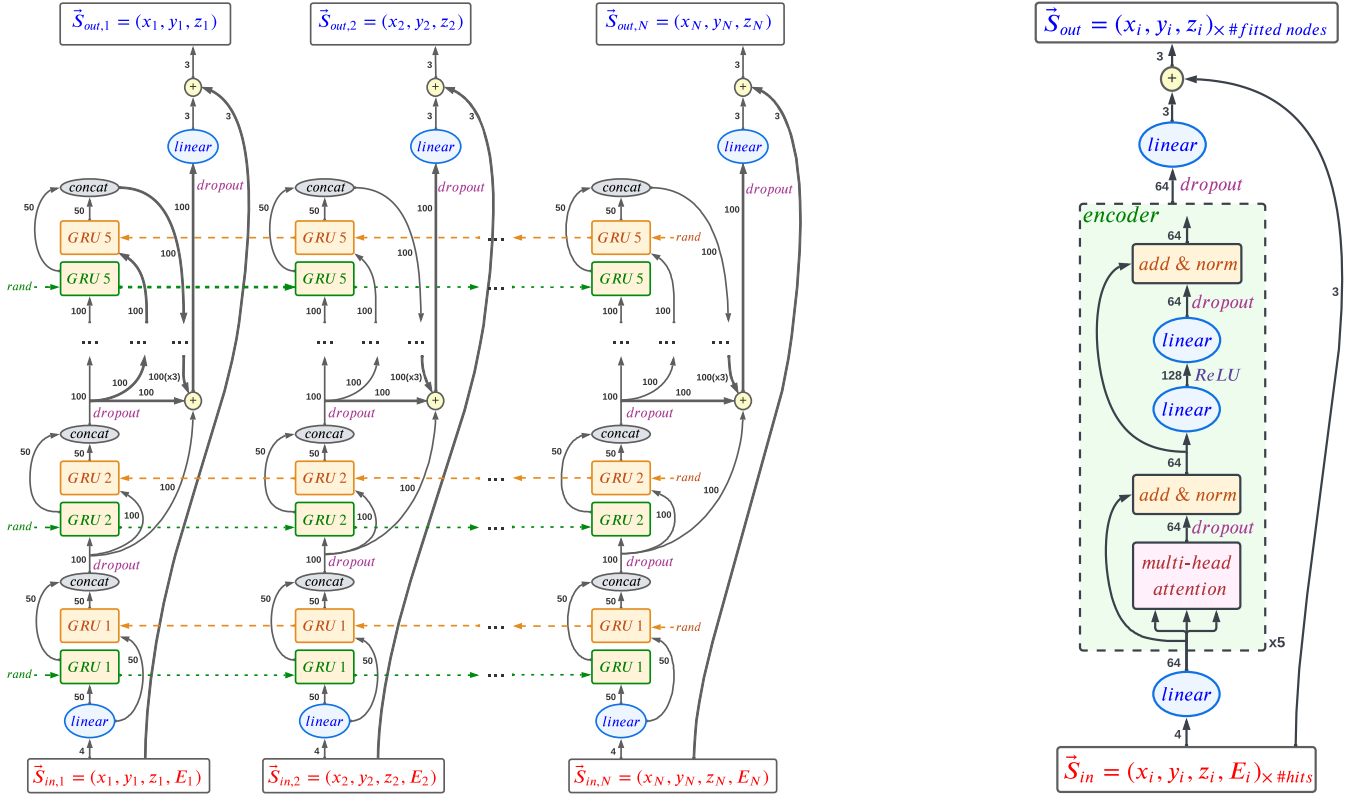 S⃗out,1 = (x1, y1, z1)
3
+
3
3
linear
dropout
100
concat
50
50
GRU 5
GRU 5
rand
100
100
100
...
...
...
100
100(x3)
100
100
+
dropout
concat
50
50
GRU 2
GRU 2
rand
100
100
100
dropout
concat
50
50
GRU 1
GRU 1
rand
50
50
linear
4
S⃗in,1 = (x1, y1, z1, E1)
S⃗out,2 = (x2, y2, z2)
3
+
3
3
linear
dropout
100
concat
50
50
GRU 5
GRU 5
100
100
100
...
...
...
100
100(x3)
100
100
+
dropout
concat
50
50
GRU 2
GRU 2
100
100
100
dropout
concat
50
50
GRU 1
GRU 1
50
50
linear
4
S⃗in,2 = (x2, y2, z2, E2)
...
...
...
...
...
...
S⃗out,N = (xN, yN, zN)
3
+
3
3
linear
dropout
100
concat
50
50
GRU 5
rand
GRU 5
100
100
100
...
...
...
100
100(x3)
100
100
+
dropout
concat
50
50
GRU 2
rand
GRU 2
100
100
100
dropout
concat
50
50
GRU 1
rand
GRU 1
50
50
linear
4
S⃗in,N = (xN, yN, zN, EN)
S⃗out = (xi, yi, zi)× #fitted nodes
3
+
3
linear
64 dropout
encoder
64
add & norm
64 dropout
linear
3
128 ReLU
linear
64
add & norm
64 dropout
multi-head
attention
x5
64
linear
4
S⃗in = (xi, yi, zi, Ei)× #hits